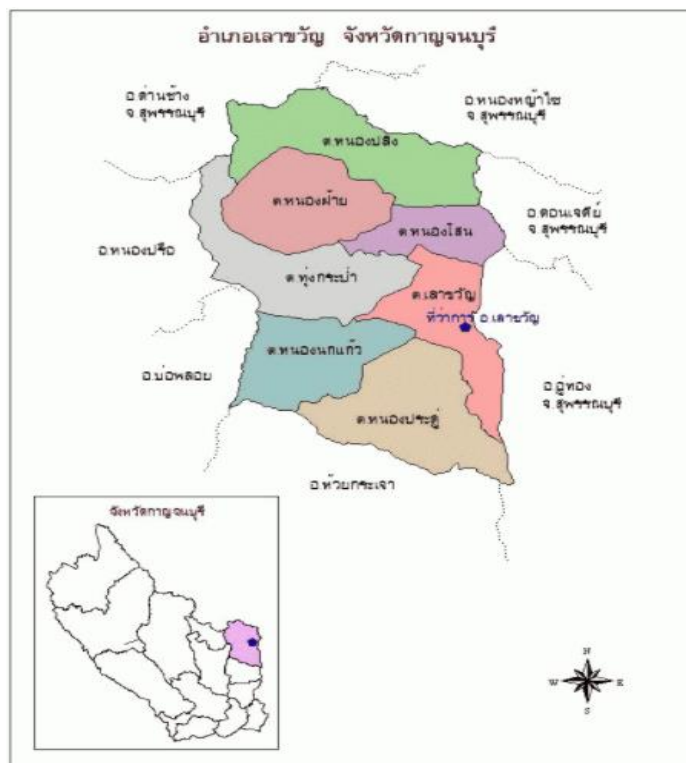 อำเภอเลาขวัญ จังหวัดกาญจนบุรี
อ.ด่านช้าง
จ.สุพรรณบุรี
อ.หนองหญ้าไซ
จ.สุพรรณบุรี
ต.หนองปลิง
ต.หนองฝ้าย
อ.ดอนเจดีย์
จ.สุพรรณบุรี
ต.หนองโสน
อ.หนองปรือ
ต.ทุ่งกระบ่ำ
ต.เลาขวัญ
ที่ว่าการ อ.เลาขวัญ
ต.หนองนกแก้ว
อ.บ่อพลอย
อ.อู่ทอง
จ.สุพรรณบุรี
ต.หนองประดู่
อ.ห้วยกระเจา
จังหวัดกาญจนบุรี
N
W E
S